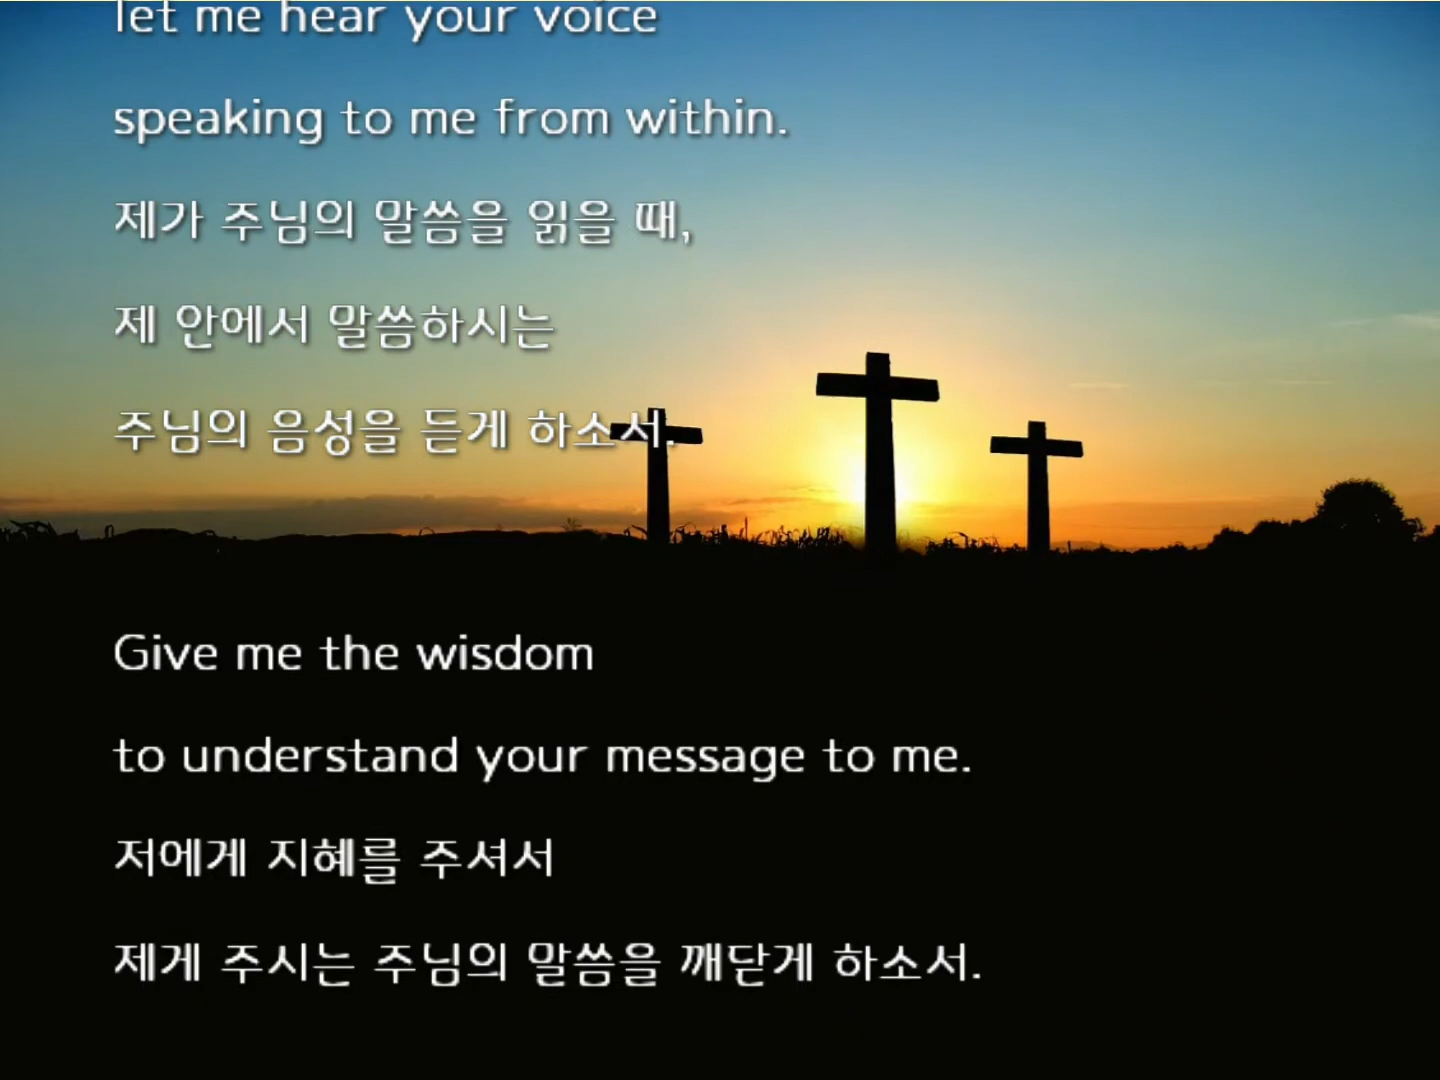 let me hear your voice
speaking to me from within.
제가 주님의 말씀을 읽을 때,
제 안에서 말씀하시는
주님의 음성을 듣게 하소서.
Give me the wisdom
to understand your message to me.
저에게 지혜를 주셔서
제게 주시는 주님의 말씀을 깨닫게 하소서.